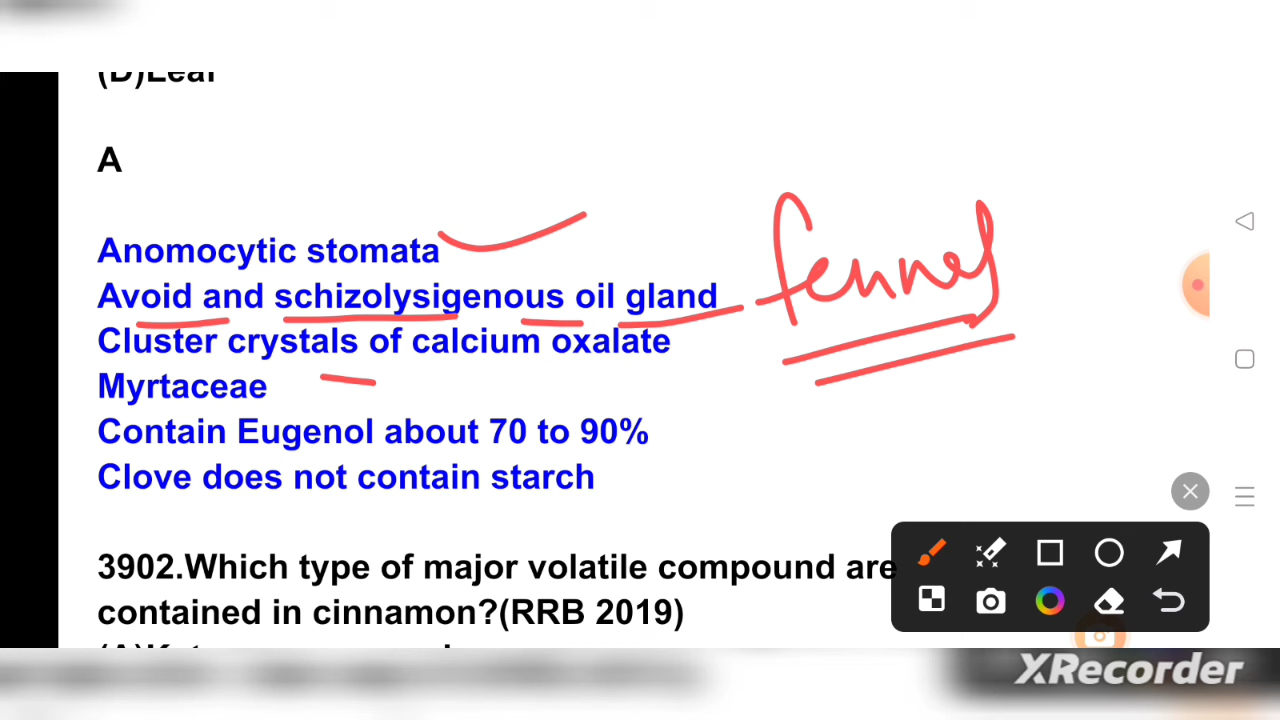 (D)Leaf
A
Anomocytic stomata
Avoid and schizolysigenous oil gland fennel
Cluster crystals of calcium oxalate
Myrtaceae
Contain Eugenol about 70 to 90%
Clove does not contain starch
3902.Which type of major volatile compound are
contained in cinnamon?(RRB 2019)
XRecorder